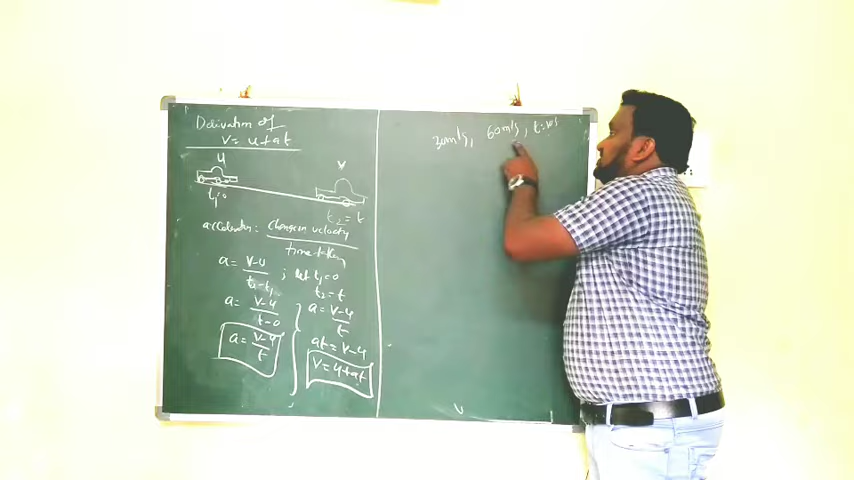 Derivation of
V = u + at
u
v
t₁=0
t₂ = t
acceleration = change in velocity
time taken
a = v-u / t₂-t₁ ; let t₁=0
t₂ = t
a = v-u / t-0
a = v-u / t
a = v-u / t
at = v-u
V = u + at
30m/s, 60m/s, t=10s